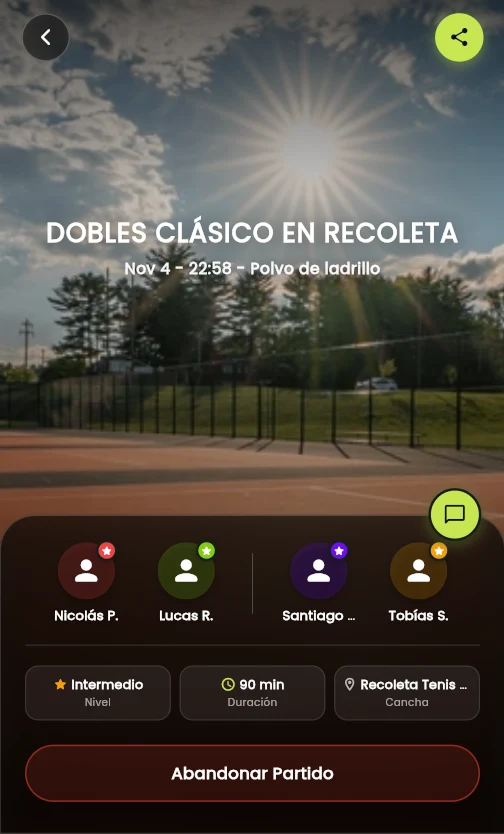 DOBLES CLÁSICO EN RECOLETA
Nov 4 - 22:58 - Polvo de ladrillo
Nicolás P.
Lucas R.
Santiago ...
Tobías S.
Intermedio
Nivel
90 min
Duración
Recoleta Tenis ...
Cancha
Abandonar Partido